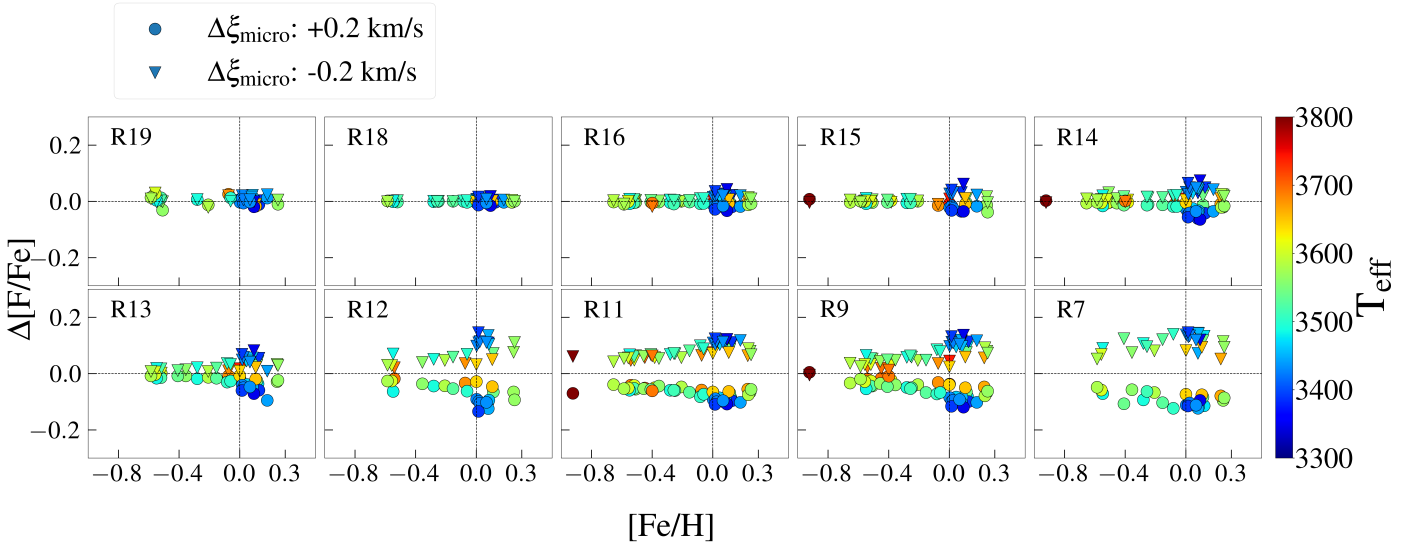 Δξmicro: +0.2 km/s
Δξmicro: -0.2 km/s
R19 R18 R16 R15 R14
0.2
0.0
−0.2
R13 R12 R11 R9 R7
0.2
0.0
−0.2
−0.8 −0.4 0.0 0.3 −0.8 −0.4 0.0 0.3 −0.8 −0.4 0.0 0.3 −0.8 −0.4 0.0 0.3 −0.8 −0.4 0.0 0.3
Δ[F/Fe]
[Fe/H]
3800
3700
3600
3500
3400
3300
Teff